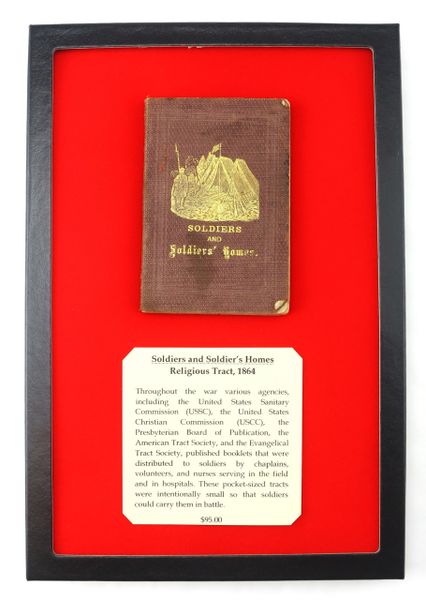 SOLDIERS
AND
Soldiers' Homes.
Soldiers and Soldier's Homes
Religious Tract, 1864
Throughout the war various agencies,
including the United States Sanitary
Commission (USSC), the United States
Christian Commission (USCC), the
Presbyterian Board of Publication, the
American Tract Society, and the Evangelical
Tract Society, published booklets that were
distributed to soldiers by chaplains,
volunteers, and nurses serving in the field
and in hospitals. These pocket-sized tracts
were intentionally small so that soldiers
could carry them in battle.
$95.00